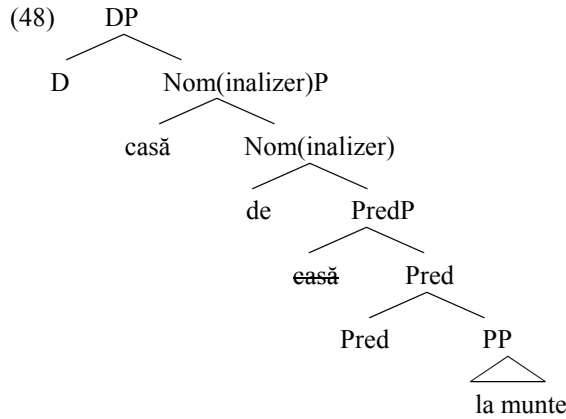 (48) DP
D Nom(inalizer)P
casă Nom(inalizer)
de PredP
casă Pred
Pred PP
la munte